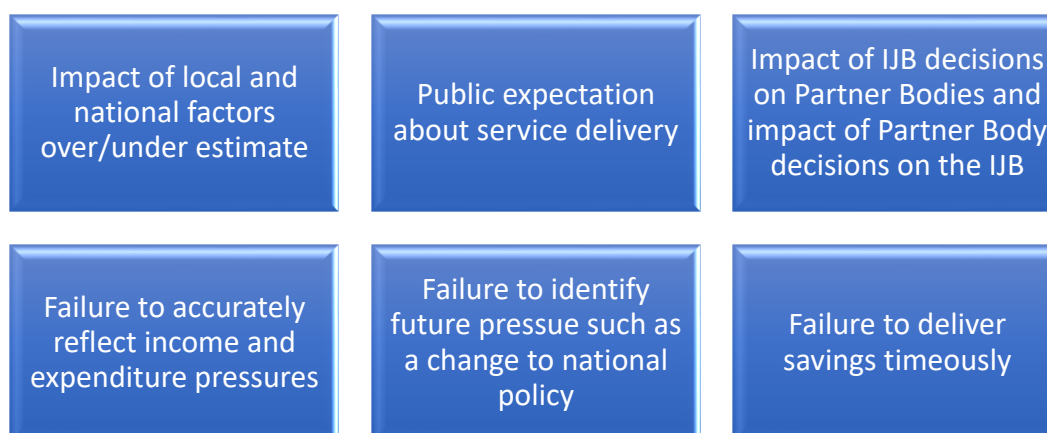 Impact of local and
national factors
over/under estimate
Public expectation
about service delivery
Impact of IJB decisions
on Partner Bodies and
impact of Partner Body
decisions on the IJB
Failure to accurately
reflect income and
expenditure pressures
Failure to identify
future pressue such as
a change to national
policy
Failure to deliver
savings timeously